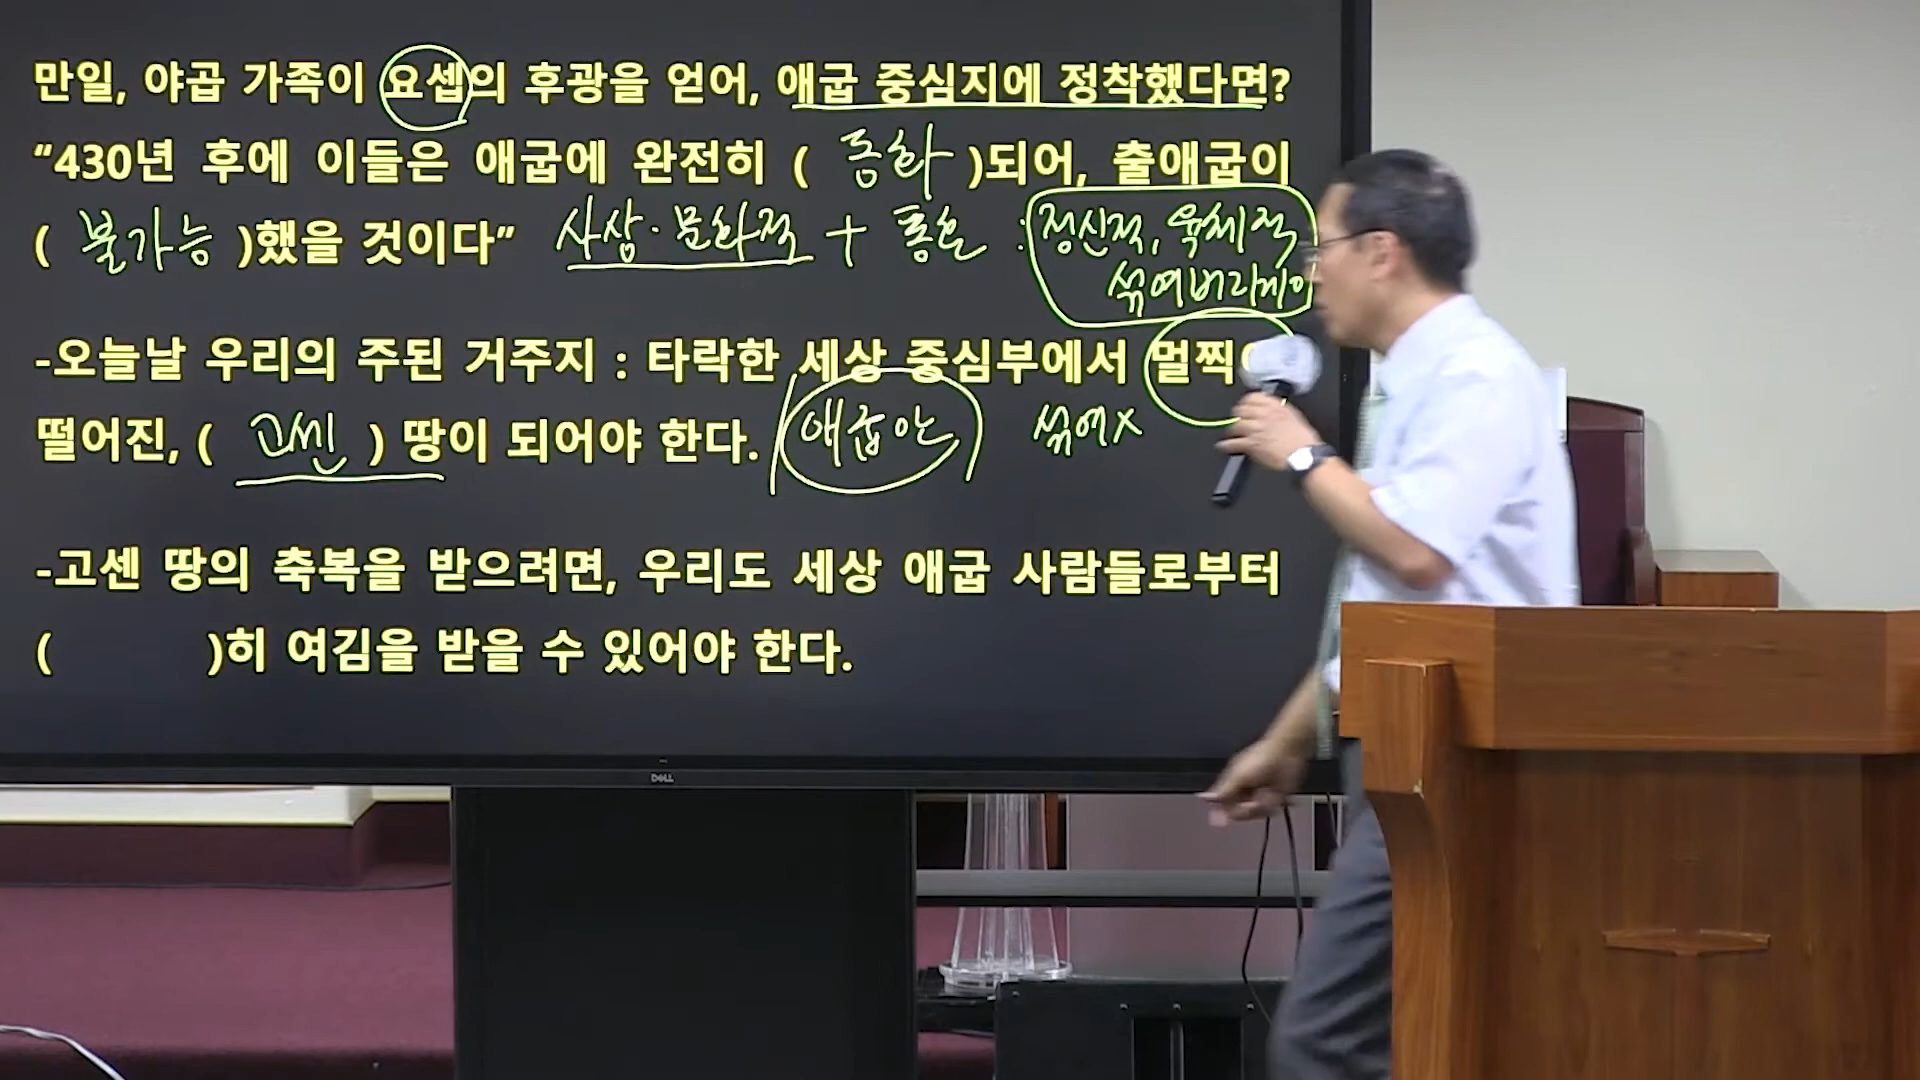 만일, 야곱 가족이 요셉의 후광을 얻어, 애굽 중심지에 정착했다면?
“430년 후에 이들은 애굽에 완전히 ( 동화 )되어, 출애굽이
( 불가능 )했을 것이다” 사상·문화적 + 통혼 : 정신적, 육체적
섞여버리게이
-오늘날 우리의 주된 거주지 : 타락한 세상 중심부에서 멀찍이
떨어진, ( 고센 ) 땅이 되어야 한다. 애굽 안 섞여x
-고센 땅의 축복을 받으려면, 우리도 세상 애굽 사람들로부터
( )히 여김을 받을 수 있어야 한다.
DELL